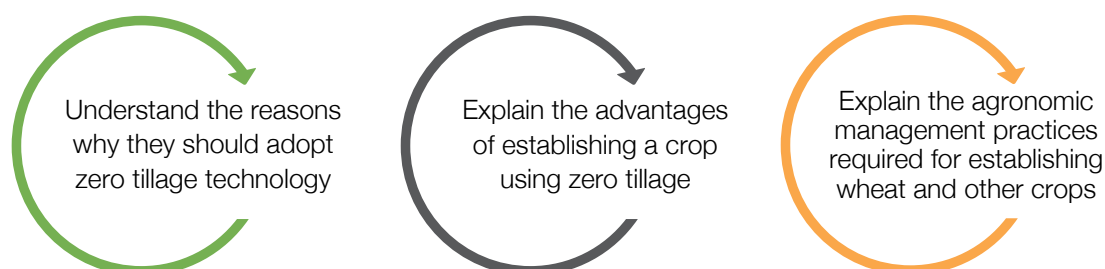 Understand the reasons
why they should adopt
zero tillage technology
Explain the advantages
of establishing a crop
using zero tillage
Explain the agronomic
management practices
required for establishing
wheat and other crops